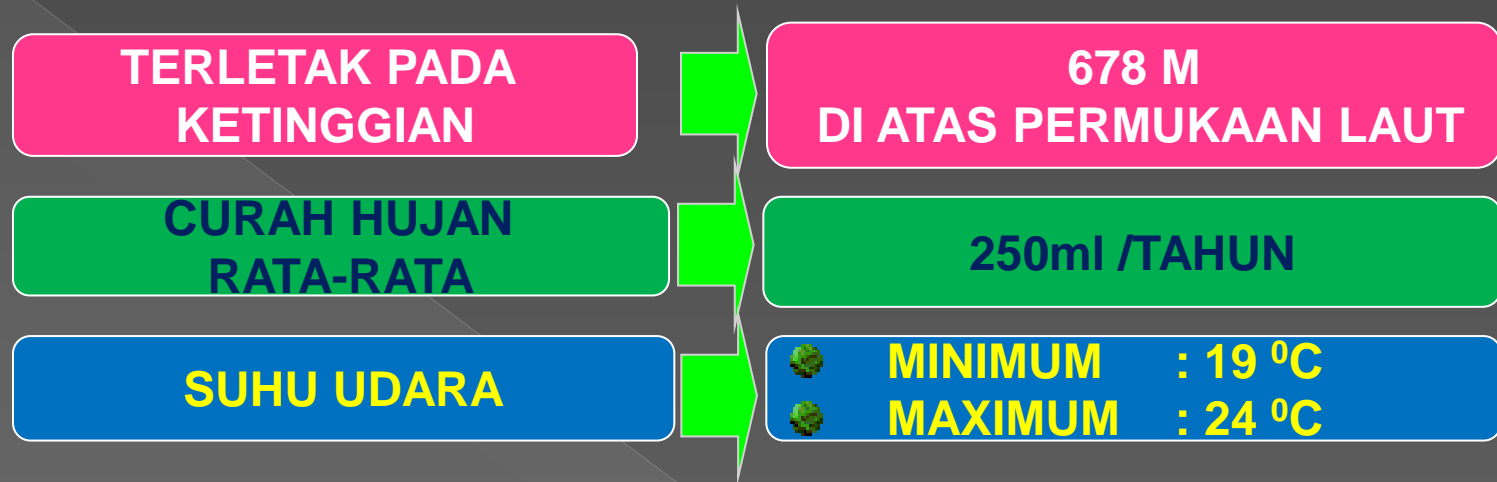 TERLETAK PADA
KETINGGIAN
678 M
DI ATAS PERMUKAAN LAUT
CURAH HUJAN
RATA-RATA
250ml /TAHUN
SUHU UDARA
MINIMUM : 19 ⁰C
MAXIMUM : 24 ⁰C